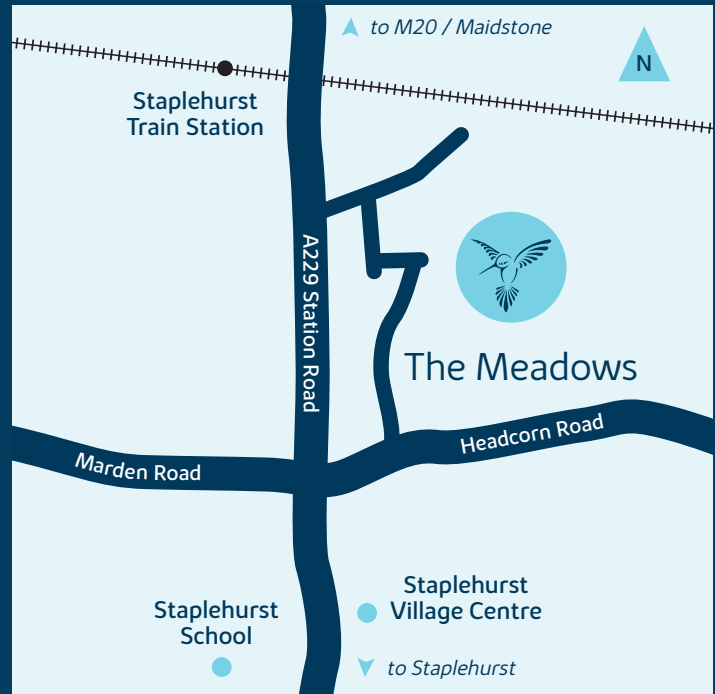 to M20 / Maidstone
N
Staplehurst
Train Station
A229 Station Road
The Meadows
Headcorn Road
Marden Road
Staplehurst
Village Centre
Staplehurst
School
to Staplehurst